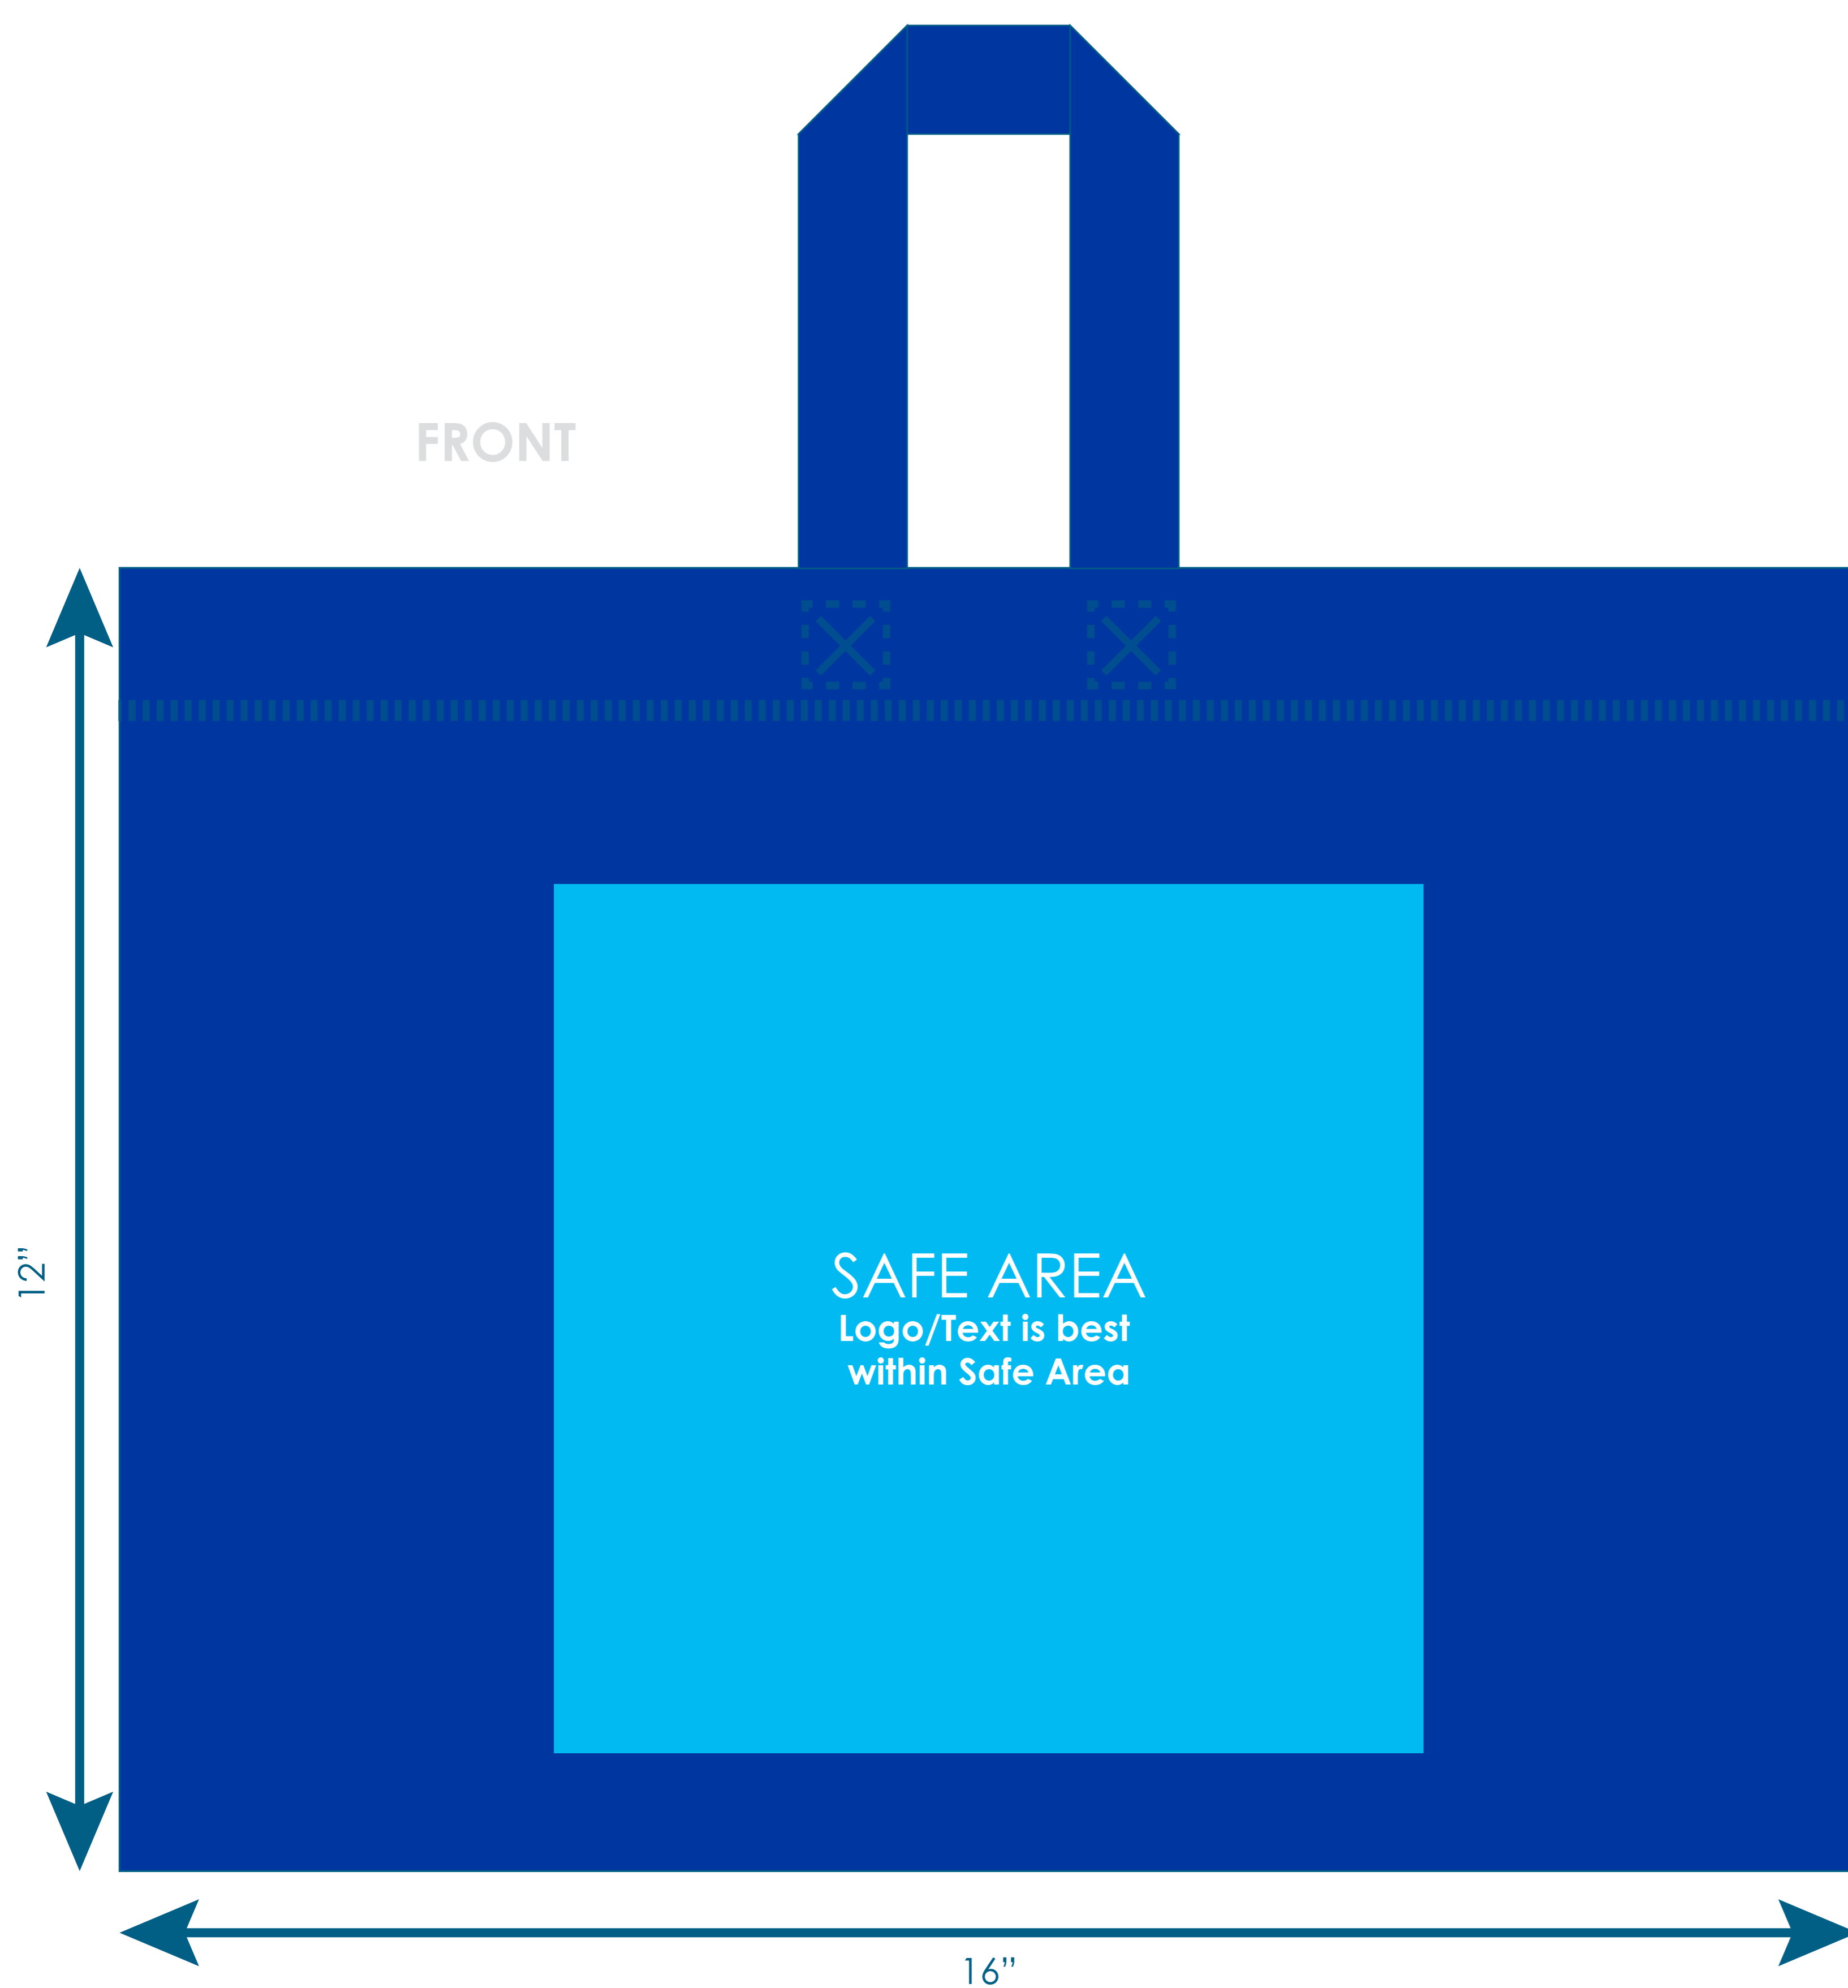 FRONT
12”
SAFE AREA
Logo/Text is best
within Safe Area
16”